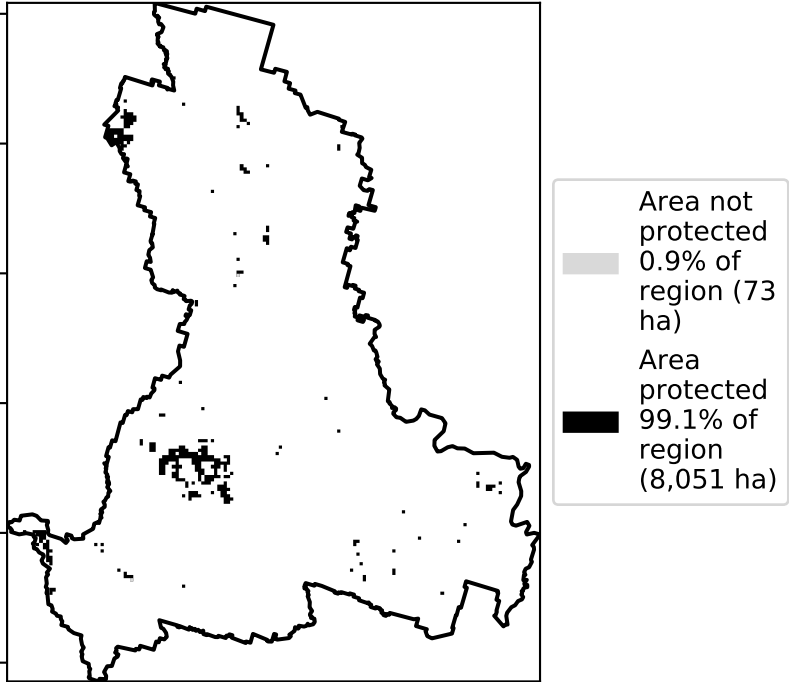 Area not
protected
0.9% of
region (73
ha)
Area
protected
99.1% of
region
(8,051 ha)